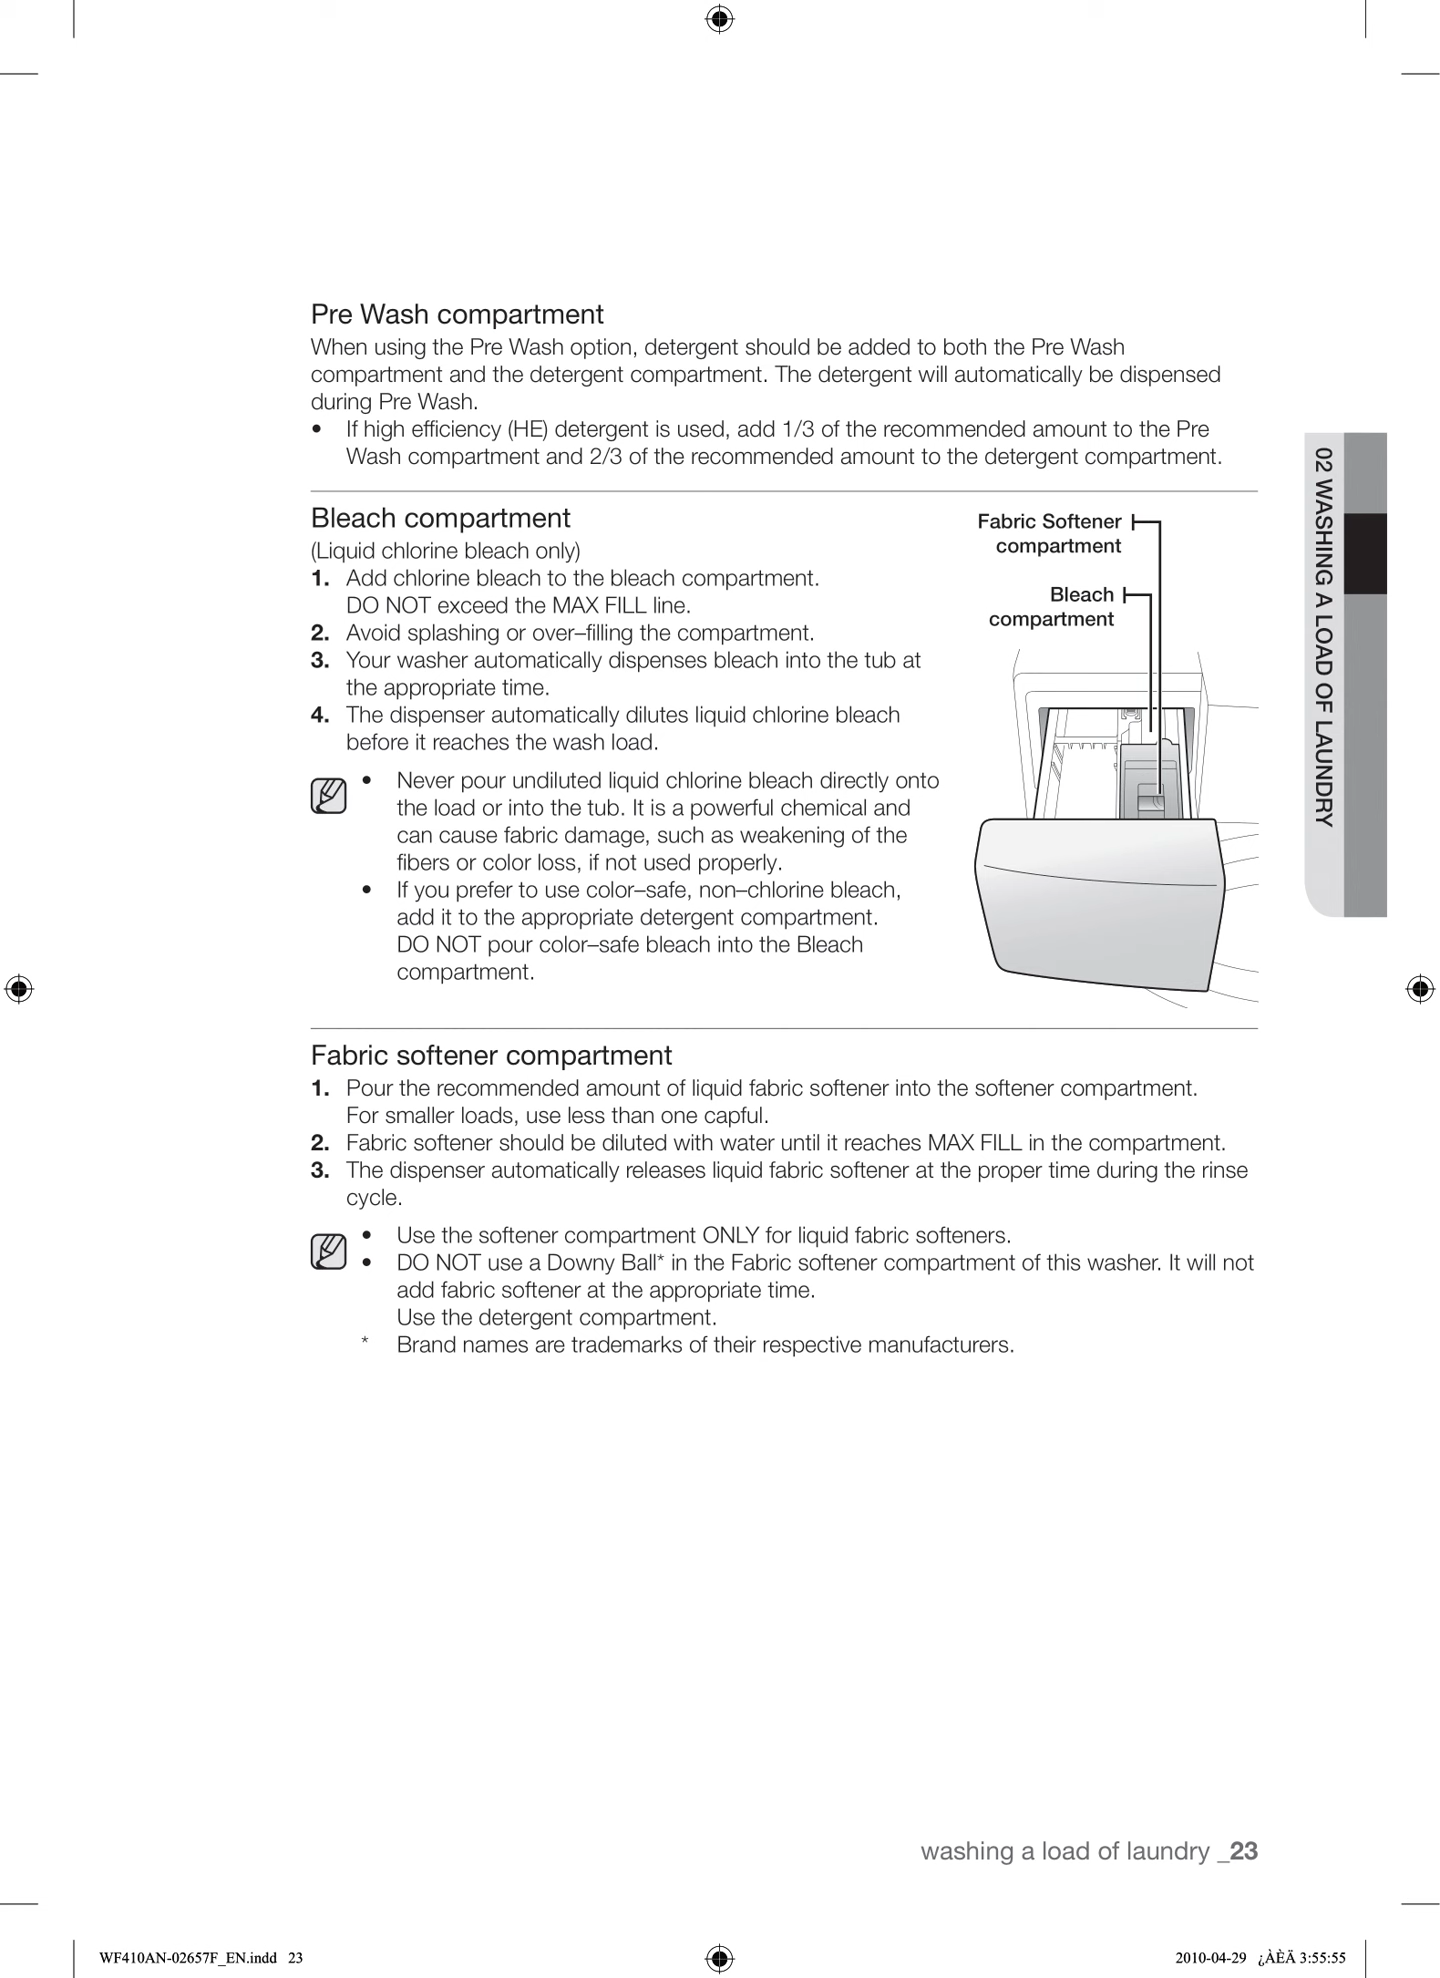 Pre Wash compartment
When using the Pre Wash option, detergent should be added to both the Pre Wash
compartment and the detergent compartment. The detergent will automatically be dispensed
during Pre Wash.
• If high efficiency (HE) detergent is used, add 1/3 of the recommended amount to the Pre
Wash compartment and 2/3 of the recommended amount to the detergent compartment.
Bleach compartment
(Liquid chlorine bleach only)
1. Add chlorine bleach to the bleach compartment.
DO NOT exceed the MAX FILL line.
2. Avoid splashing or over–filling the compartment.
3. Your washer automatically dispenses bleach into the tub at
the appropriate time.
4. The dispenser automatically dilutes liquid chlorine bleach
before it reaches the wash load.
• Never pour undiluted liquid chlorine bleach directly onto
the load or into the tub. It is a powerful chemical and
can cause fabric damage, such as weakening of the
fibers or color loss, if not used properly.
• If you prefer to use color–safe, non–chlorine bleach,
add it to the appropriate detergent compartment.
DO NOT pour color–safe bleach into the Bleach
compartment.
Fabric Softener
compartment
Bleach
compartment
Fabric softener compartment
1. Pour the recommended amount of liquid fabric softener into the softener compartment.
For smaller loads, use less than one capful.
2. Fabric softener should be diluted with water until it reaches MAX FILL in the compartment.
3. The dispenser automatically releases liquid fabric softener at the proper time during the rinse
cycle.
• Use the softener compartment ONLY for liquid fabric softeners.
• DO NOT use a Downy Ball* in the Fabric softener compartment of this washer. It will not
add fabric softener at the appropriate time.
Use the detergent compartment.
* Brand names are trademarks of their respective manufacturers.
02 WASHING A LOAD OF LAUNDRY
washing a load of laundry _23
WF410AN-02657F_EN.indd 23
2010-04-29 ¿ÀÈÄ 3:55:55